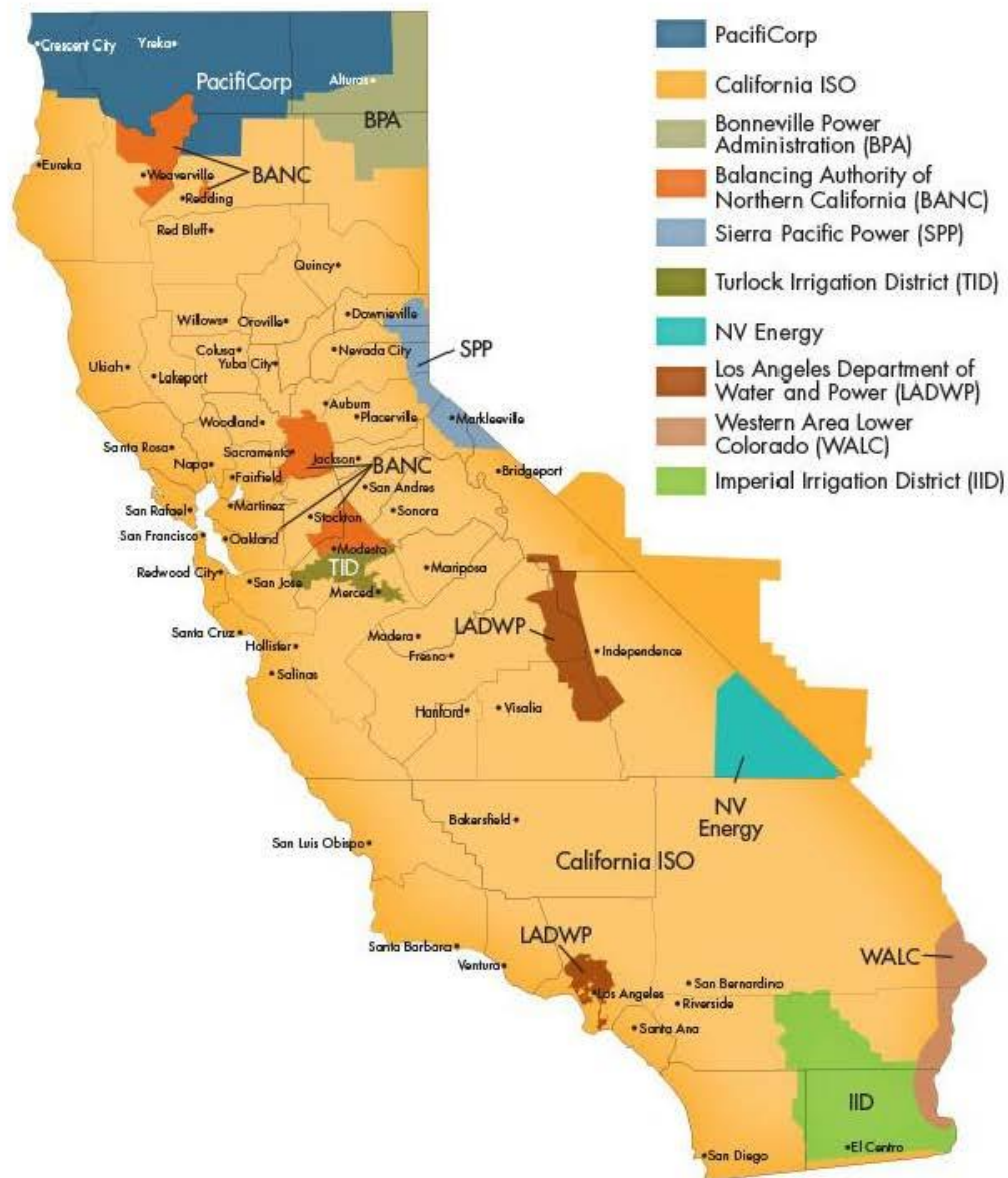 PacifiCorp
California ISO
Bonneville Power
Administration (BPA)
Balancing Authority of
Northern California (BANC)
Sierra Pacific Power (SPP)
Turlock Irrigation District (TID)
NV Energy
Los Angeles Department of
Water and Power (LADWP)
Western Area Lower
Colorado (WALC)
Imperial Irrigation District (IID)
Crescent City
Yreka
PacifiCorp
Alturas
BPA
Eureka
Weaverville
BANC
Redding
Red Bluff
Quincy
Willows
Oroville
Downieville
Colusa
Nevada City
SPP
Ukiah
Yuba City
Lakeport
Auburn
Woodland
Placerville
Markleeville
Santa Rosa
Sacramento
Jackson
BANC
Napa
Fairfield
Bridgeport
San Andres
San Rafael
Martinez
Stockton
Sonora
San Francisco
Oakland
Modesto
TID
Mariposa
Redwood City
San Jose
Merced
Santa Cruz
Madera
LADWP
Hollister
Fresno
Independence
Salinas
Hanford
Visalia
NV
Energy
Bakersfield
San Luis Obispo
California ISO
LADWP
Santa Barbara
Ventura
WALC
Los Angeles
San Bernardino
Riverside
Santa Ana
IID
El Centro
San Diego